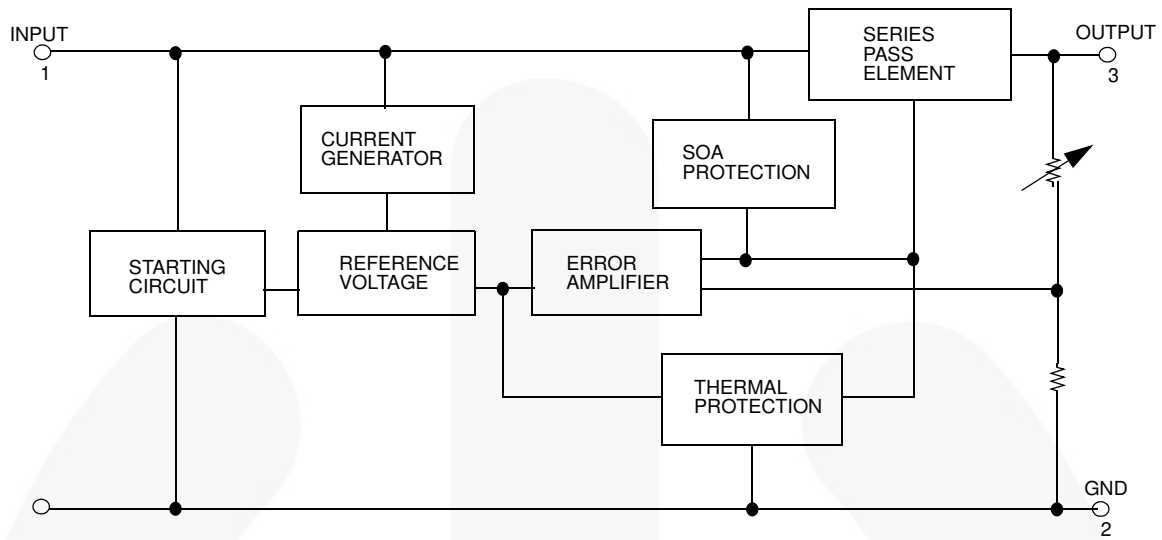 INPUT
1
SERIES
PASS
ELEMENT
OUTPUT
3
CURRENT
GENERATOR
SOA
PROTECTION
STARTING
CIRCUIT
REFERENCE
VOLTAGE
ERROR
AMPLIFIER
THERMAL
PROTECTION
GND
2